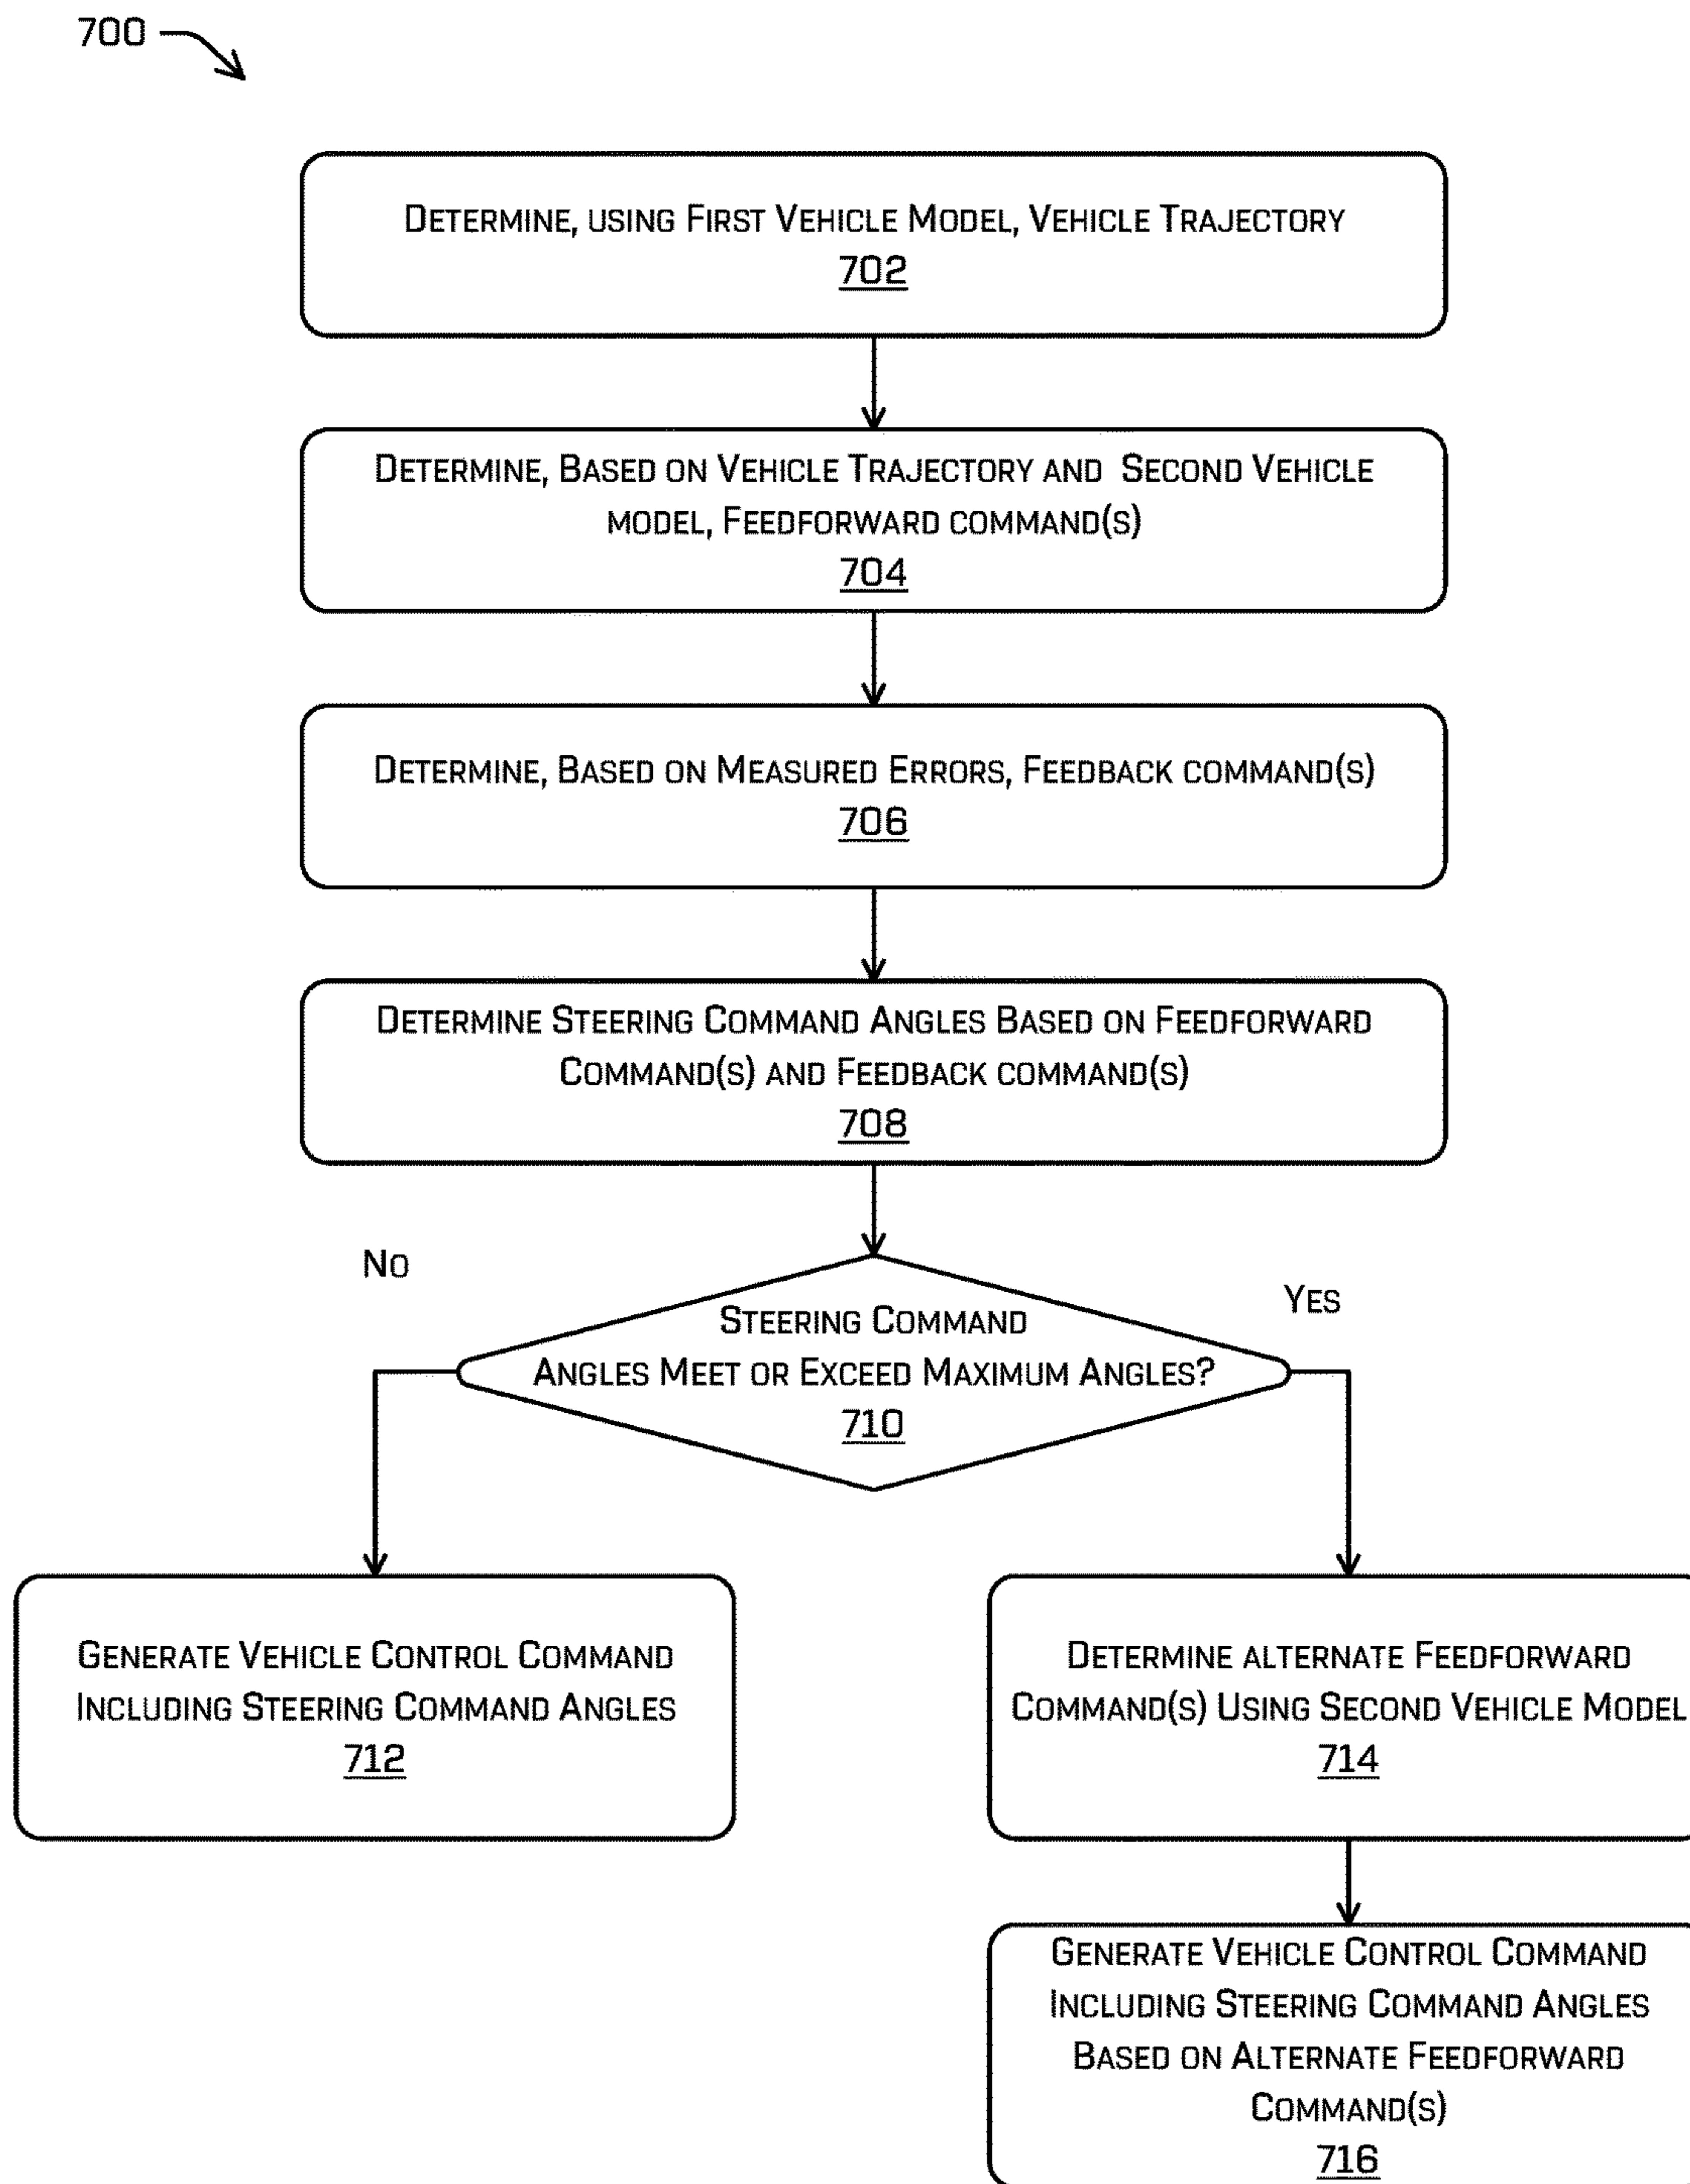 700
Determine, using First Vehicle Model, Vehicle Trajectory
702
Determine, Based on Vehicle Trajectory and Second Vehicle
model, Feedforward command(s)
704
Determine, Based on Measured Errors, Feedback command(s)
706
Determine Steering Command Angles Based on Feedforward
Command(s) and Feedback command(s)
708
No
Yes
Steering Command
Angles Meet or Exceed Maximum Angles?
710
Generate Vehicle Control Command
Including Steering Command Angles
712
Determine alternate Feedforward
Command(s) Using Second Vehicle Model
714
Generate Vehicle Control Command
Including Steering Command Angles
Based on Alternate Feedforward
Command(s)
716